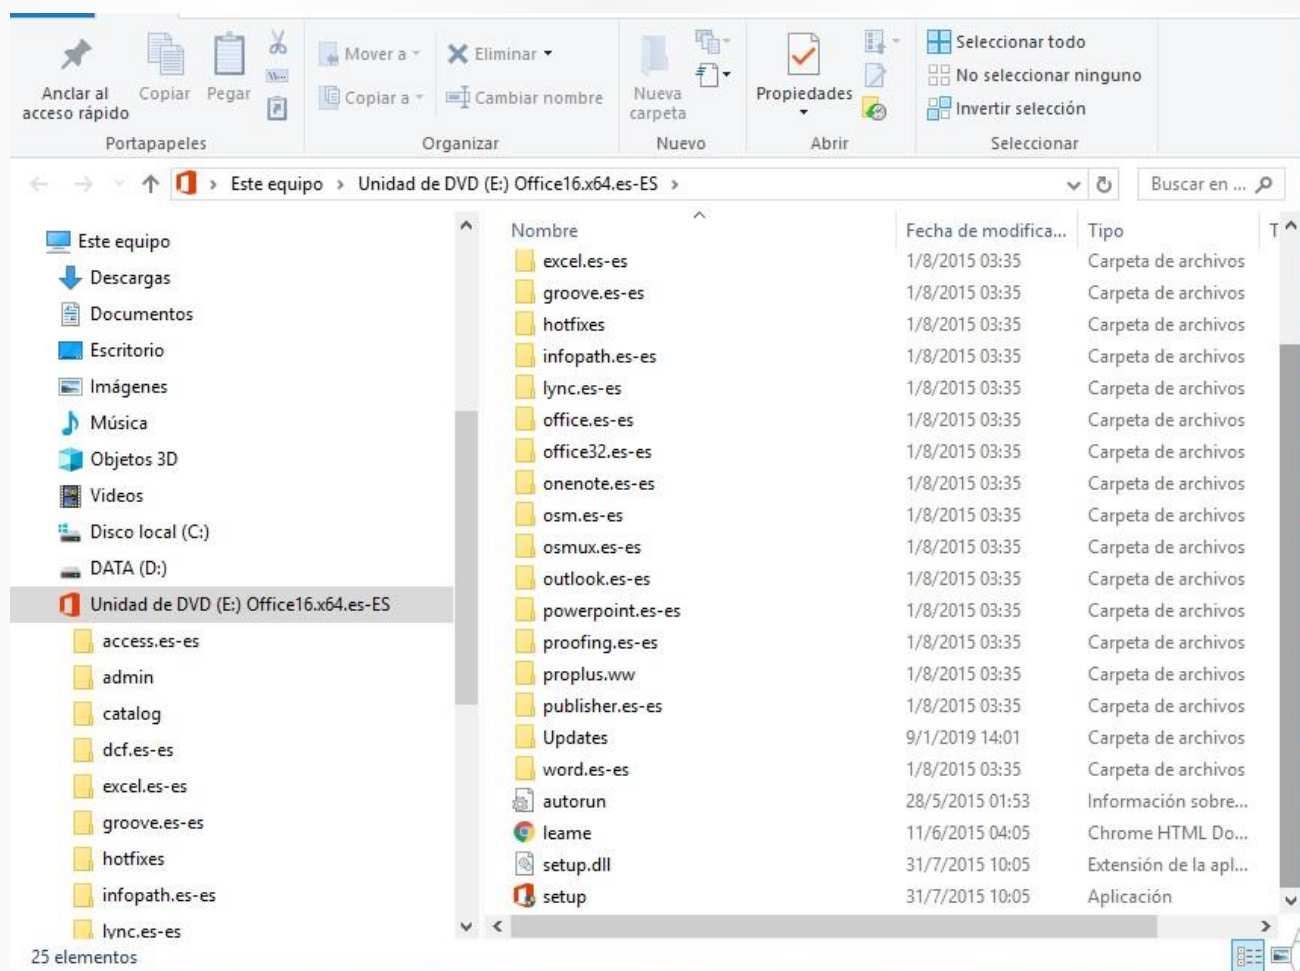 Mover a
Eliminar
Seleccionar todo
No seleccionar ninguno
Anclar al
acceso rápido
Copiar
Pegar
Copiar a
Cambiar nombre
Nueva
carpeta
Propiedades
Invertir selección
Portapapeles
Organizar
Nuevo
Abrir
Seleccionar
Este equipo > Unidad de DVD (E:) Office16.x64.es-ES >
Buscar en ...
Este equipo
Descargas
Documentos
Escritorio
Imágenes
Música
Objetos 3D
Videos
Disco local (C:)
DATA (D:)
Unidad de DVD (E:) Office16.x64.es-ES
access.es-es
admin
catalog
dcf.es-es
excel.es-es
groove.es-es
hotfixes
infopath.es-es
lync.es-es
Nombre Fecha de modifica... Tipo T
excel.es-es 1/8/2015 03:35 Carpeta de archivos
groove.es-es 1/8/2015 03:35 Carpeta de archivos
hotfixes 1/8/2015 03:35 Carpeta de archivos
infopath.es-es 1/8/2015 03:35 Carpeta de archivos
lync.es-es 1/8/2015 03:35 Carpeta de archivos
office.es-es 1/8/2015 03:35 Carpeta de archivos
office32.es-es 1/8/2015 03:35 Carpeta de archivos
onenote.es-es 1/8/2015 03:35 Carpeta de archivos
osm.es-es 1/8/2015 03:35 Carpeta de archivos
osmux.es-es 1/8/2015 03:35 Carpeta de archivos
outlook.es-es 1/8/2015 03:35 Carpeta de archivos
powerpoint.es-es 1/8/2015 03:35 Carpeta de archivos
proofing.es-es 1/8/2015 03:35 Carpeta de archivos
proplus.ww 1/8/2015 03:35 Carpeta de archivos
publisher.es-es 1/8/2015 03:35 Carpeta de archivos
Updates 9/1/2019 14:01 Carpeta de archivos
word.es-es 1/8/2015 03:35 Carpeta de archivos
autorun 28/5/2015 01:53 Información sobre...
leame 11/6/2015 04:05 Chrome HTML Do...
setup.dll 31/7/2015 10:05 Extensión de la apl...
setup 31/7/2015 10:05 Aplicación
25 elementos